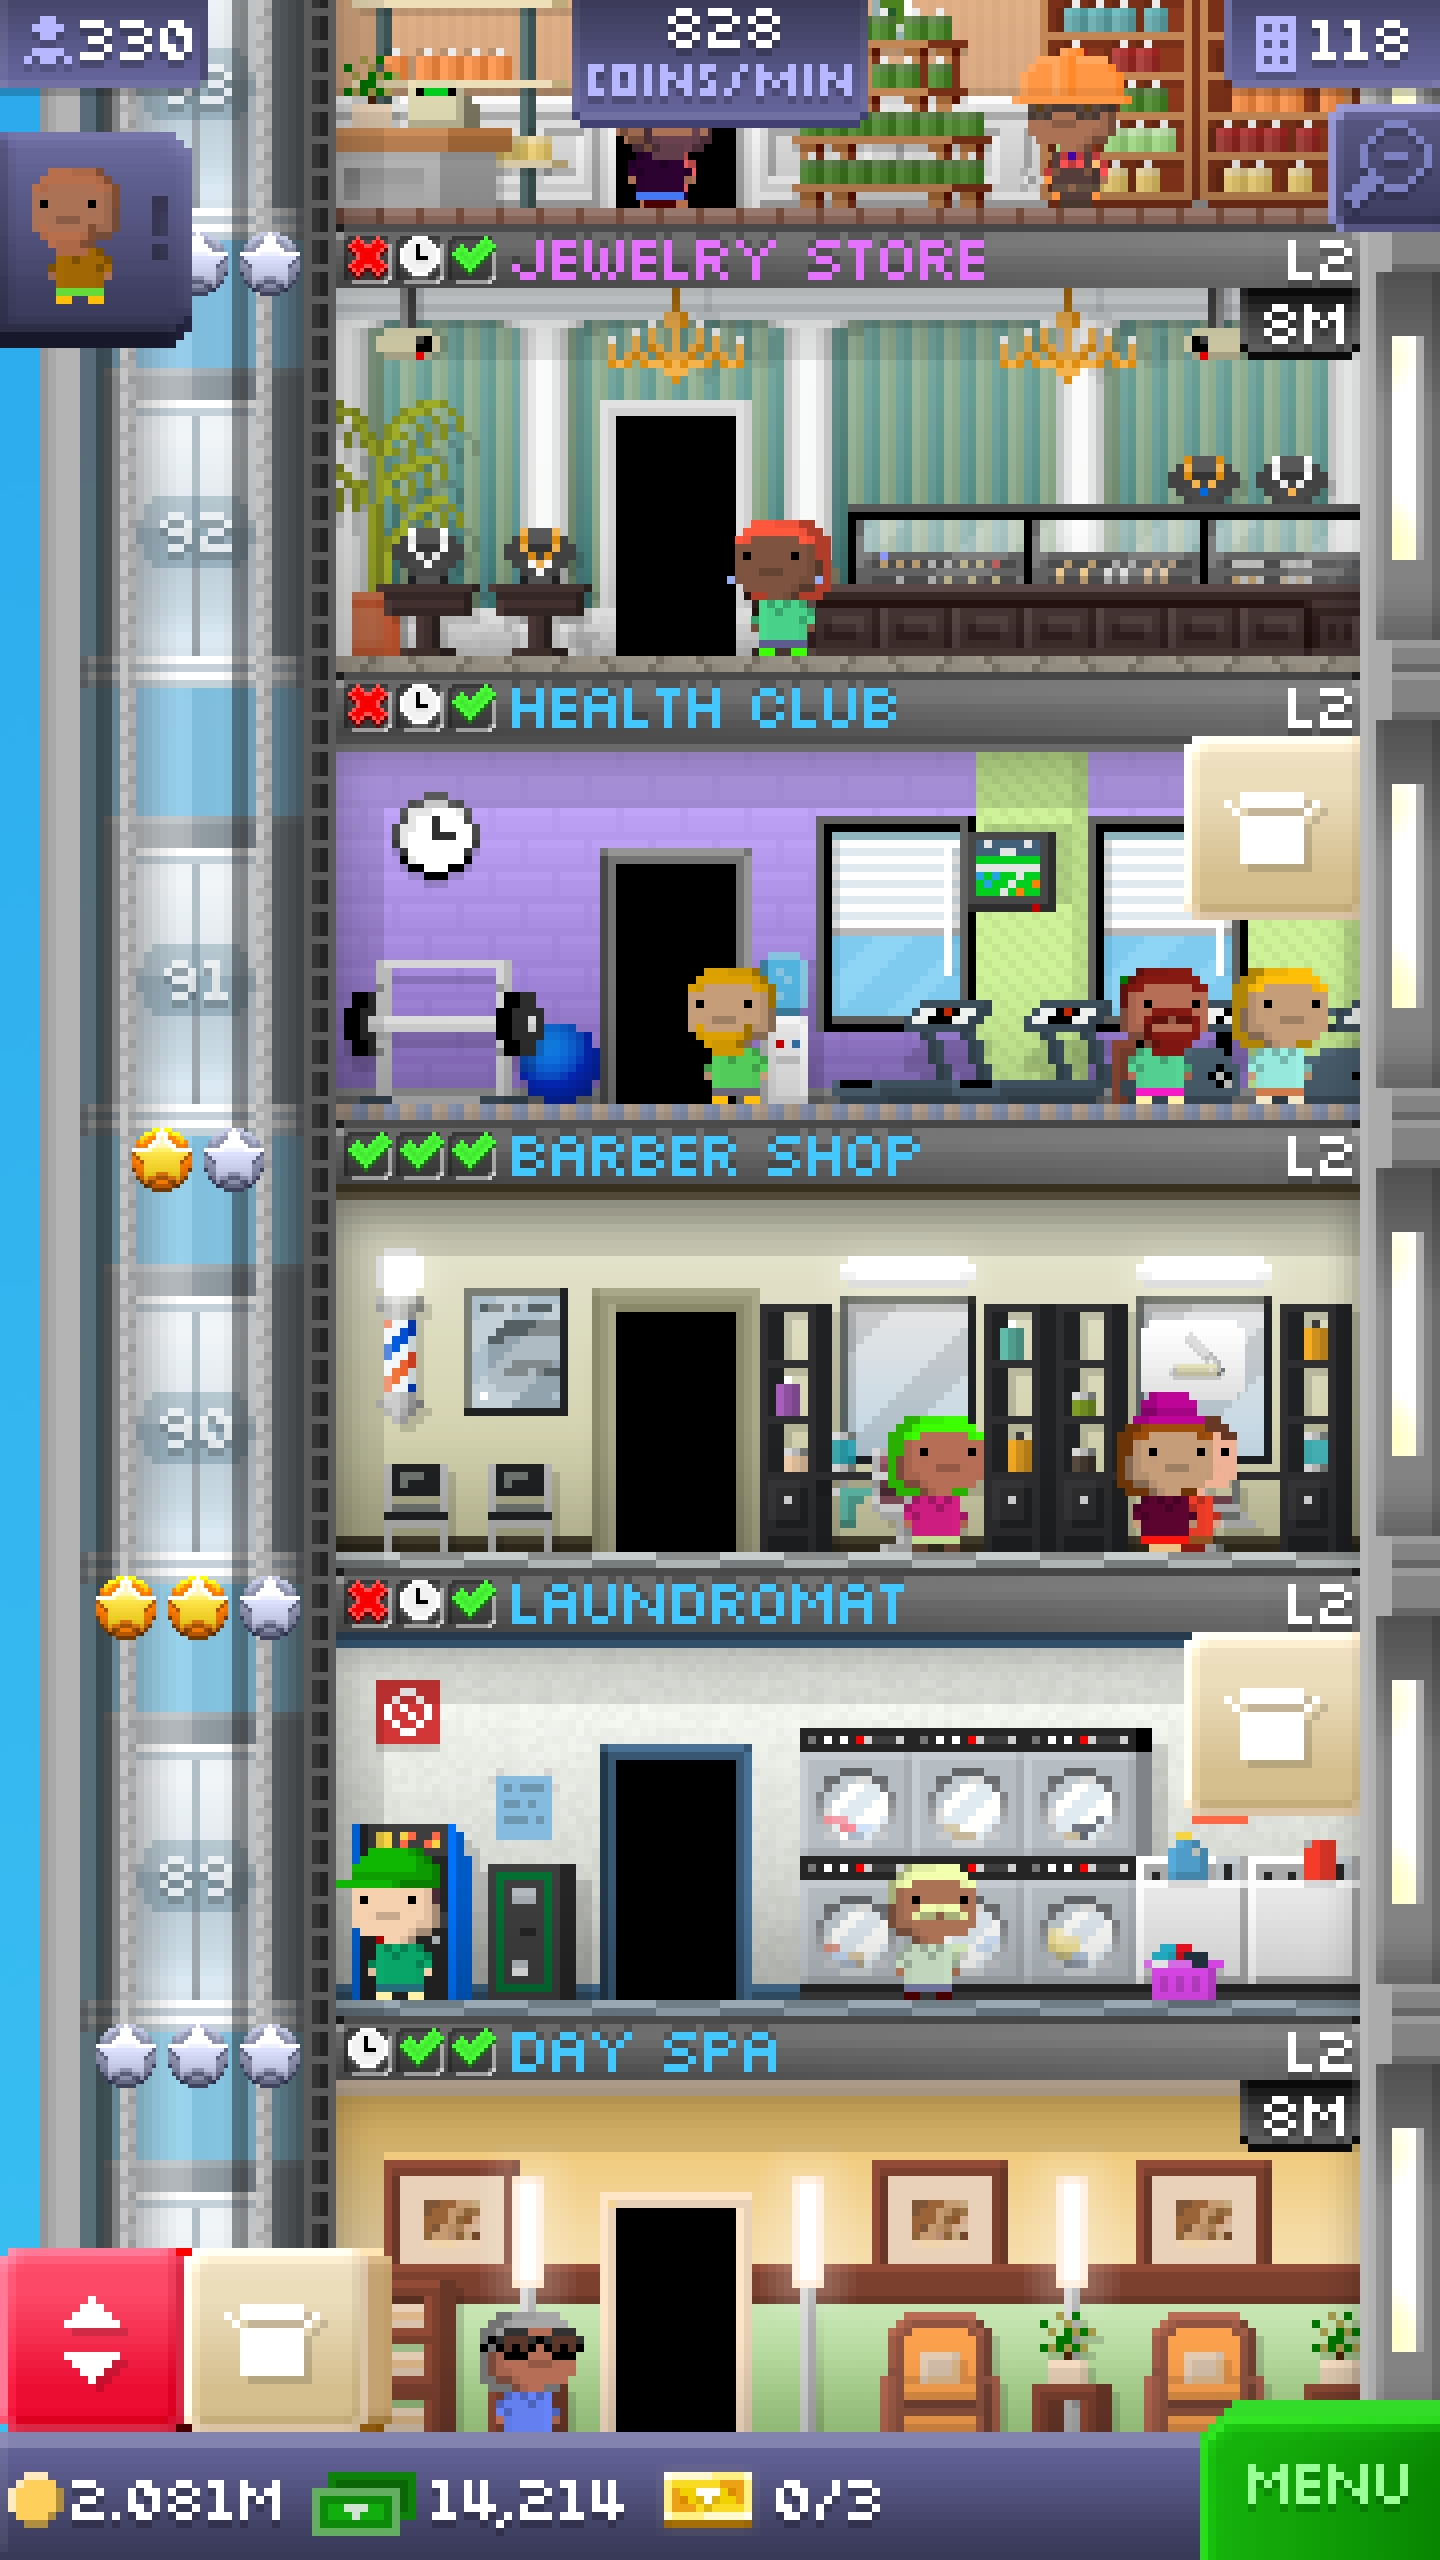 330
828
COINS/MIN
118
JEWELRY STORE
L2
8M
92
HEALTH CLUB
L2
91
BARBER SHOP
L2
90
LAUNDROMAT
L2
89
DAY SPA
L2
8M
2.081M
14,214
0/3
MENU